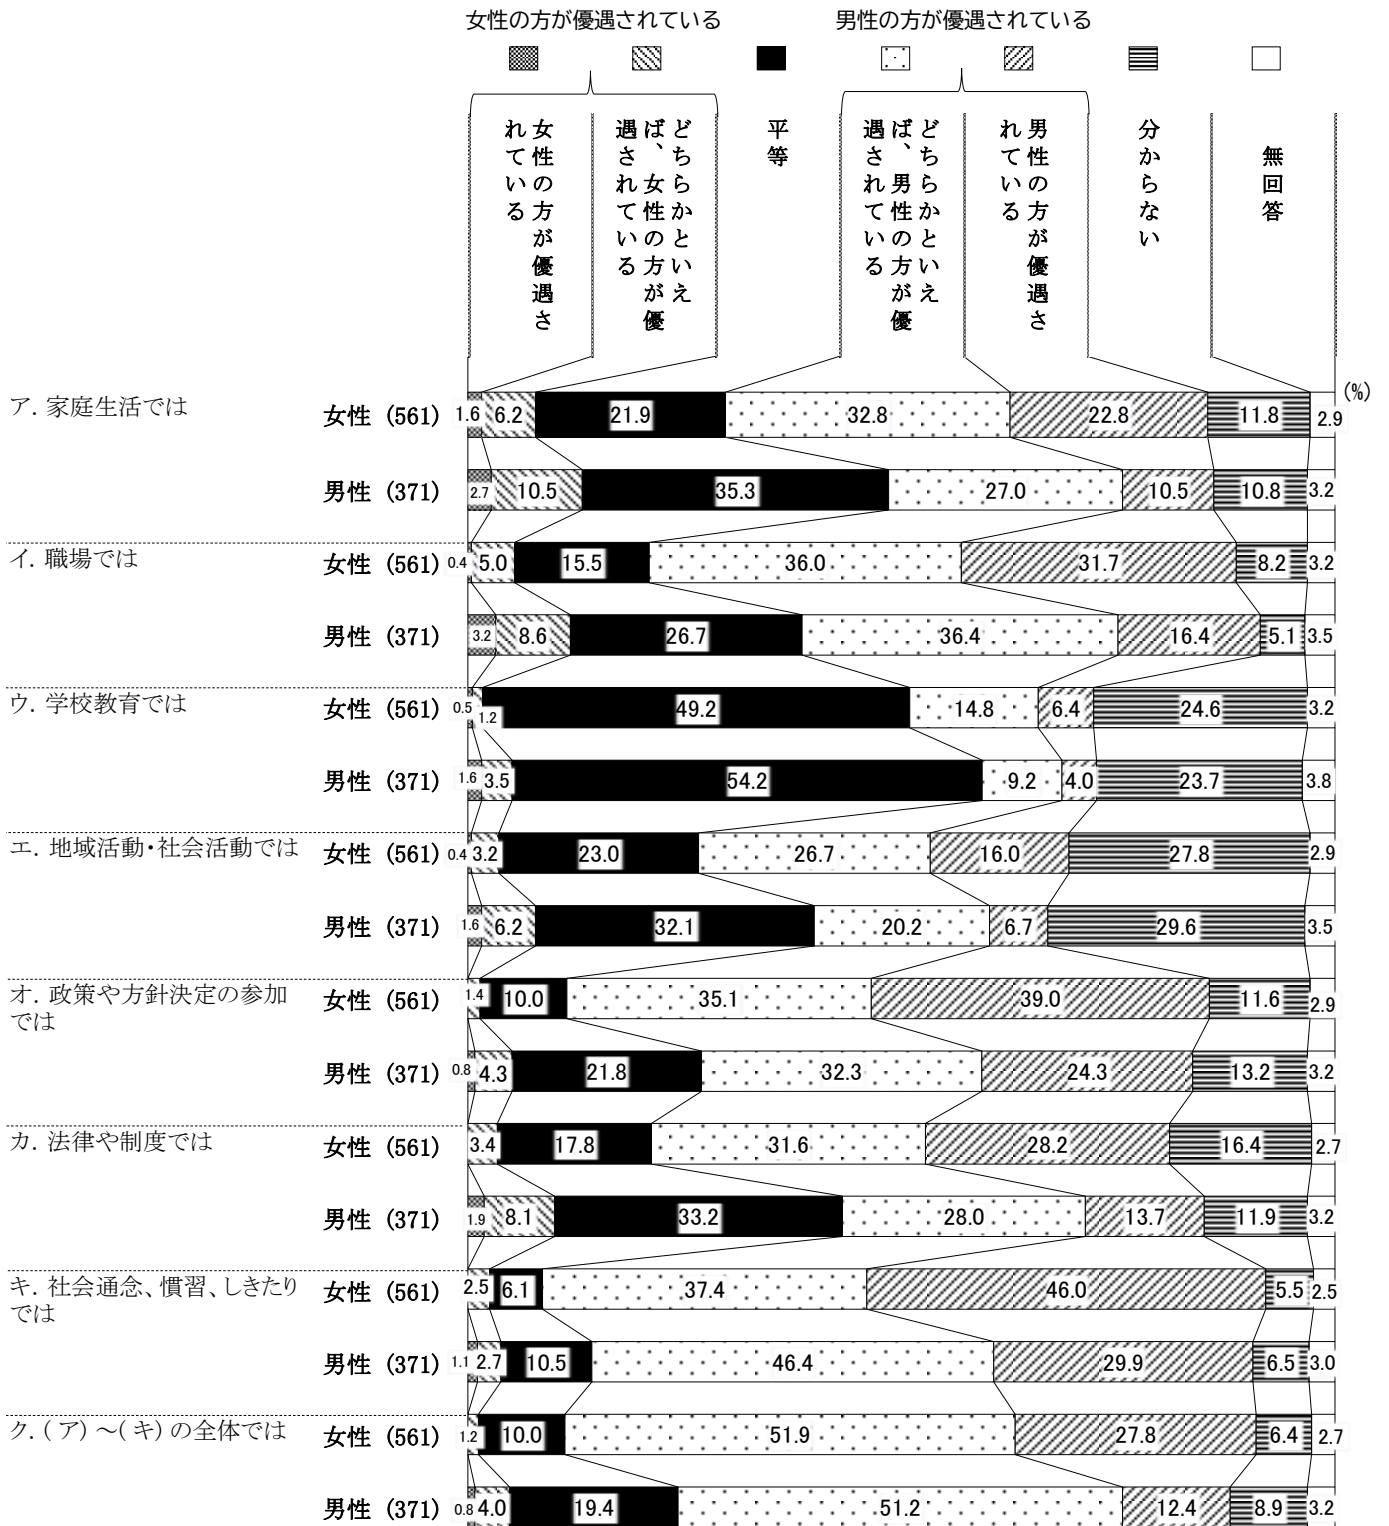 女性の方が優遇されている
男性の方が優遇されている
女性の方が優遇さ
れている
どちらかといえ
ば、女性の方が優
遇されている
平等
どちらかといえ
ば、男性の方が優
遇されている
男性の方が優遇さ
れている
分からない
無回答
(%)
ア. 家庭生活では 女性 (561) 1.6 6.2 21.9 32.8 22.8 11.8 2.9
男性 (371) 2.7 10.5 35.3 27.0 10.5 10.8 3.2
イ. 職場では 女性 (561) 0.4 5.0 15.5 36.0 31.7 8.2 3.2
男性 (371) 3.2 8.6 26.7 36.4 16.4 5.1 3.5
ウ. 学校教育では 女性 (561) 0.5 1.2 49.2 14.8 6.4 24.6 3.2
男性 (371) 1.6 3.5 54.2 9.2 4.0 23.7 3.8
エ. 地域活動・社会活動では 女性 (561) 0.4 3.2 23.0 26.7 16.0 27.8 2.9
男性 (371) 1.6 6.2 32.1 20.2 6.7 29.6 3.5
オ. 政策や方針決定の参加 女性 (561) 1.4 10.0 35.1 39.0 11.6 2.9
では
男性 (371) 0.8 4.3 21.8 32.3 24.3 13.2 3.2
カ. 法律や制度では 女性 (561) 3.4 17.8 31.6 28.2 16.4 2.7
男性 (371) 1.9 8.1 33.2 28.0 13.7 11.9 3.2
キ. 社会通念、慣習、しきたり 女性 (561) 2.5 6.1 37.4 46.0 5.5 2.5
では
男性 (371) 1.1 2.7 10.5 46.4 29.9 6.5 3.0
ク. (ア) ～(キ) の全体では 女性 (561) 1.2 10.0 51.9 27.8 6.4 2.7
男性 (371) 0.8 4.0 19.4 51.2 12.4 8.9 3.2